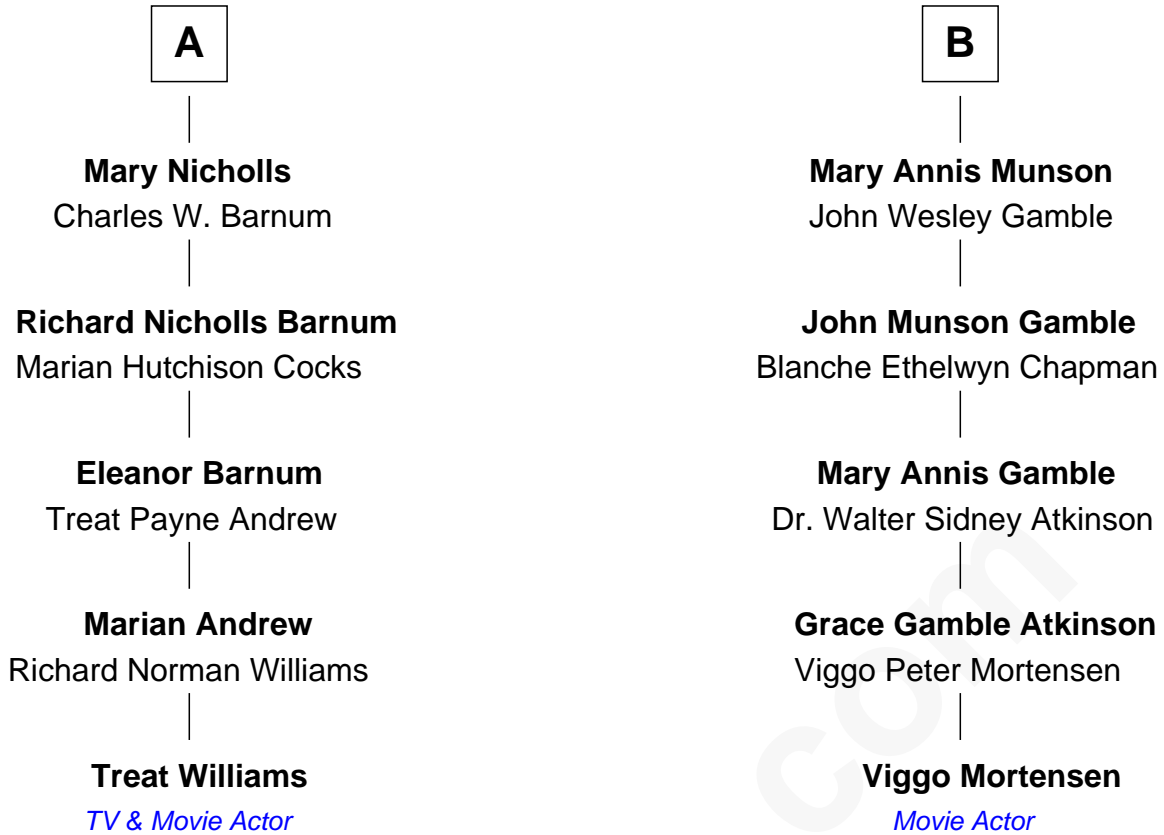 A
Mary Nicholls
Charles W. Barnum
Richard Nicholls Barnum
Marian Hutchison Cocks
Eleanor Barnum
Treat Payne Andrew
Marian Andrew
Richard Norman Williams
Treat Williams
TV & Movie Actor
B
Mary Annis Munson
John Wesley Gamble
John Munson Gamble
Blanche Ethelwyn Chapman
Mary Annis Gamble
Dr. Walter Sidney Atkinson
Grace Gamble Atkinson
Viggo Peter Mortensen
Viggo Mortensen
Movie Actor
com